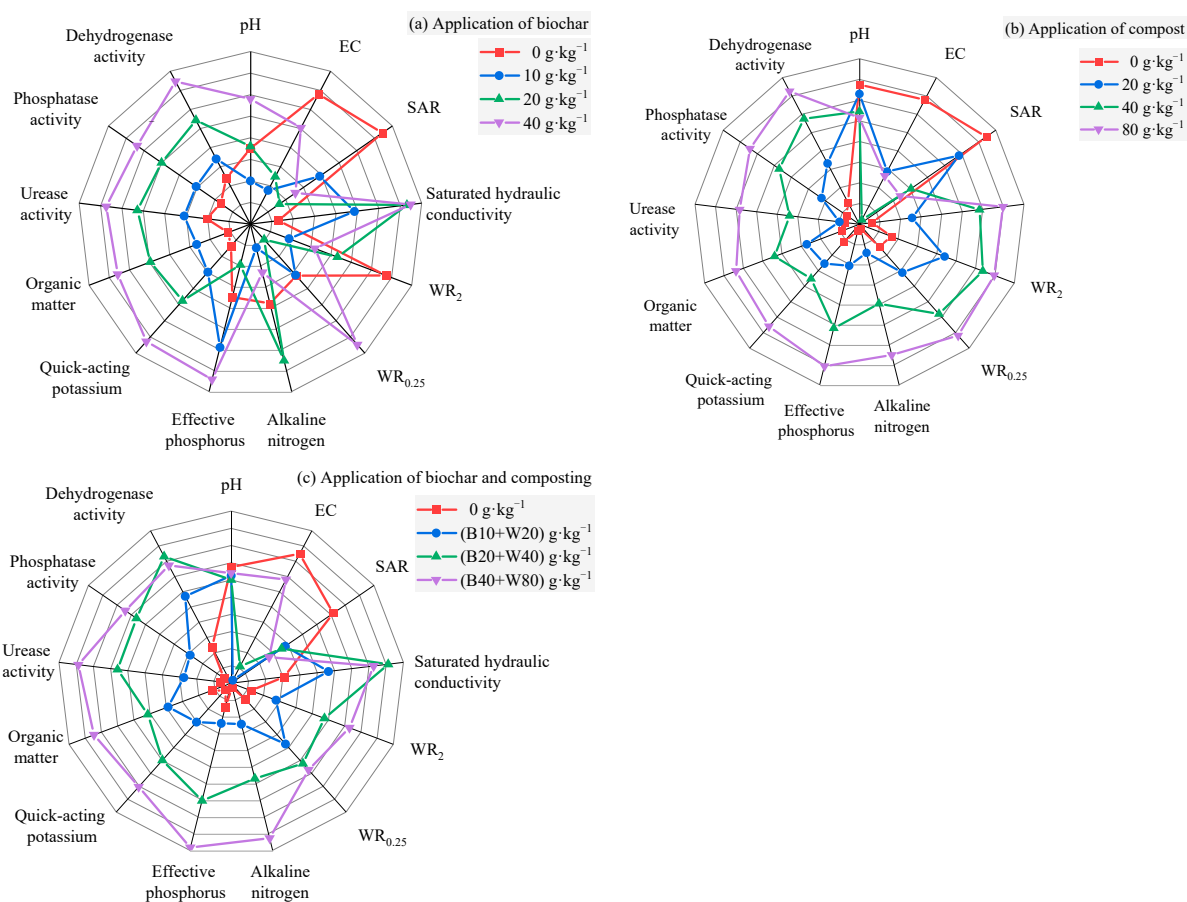 (a) Application of biochar
0 g·kg⁻¹
10 g·kg⁻¹
20 g·kg⁻¹
40 g·kg⁻¹
pH
EC
SAR
Saturated hydraulic
conductivity
WR₂
WR₀.₂₅
Alkaline
nitrogen
Effective
phosphorus
Quick-acting
potassium
Organic
matter
Urease
activity
Phosphatase
activity
Dehydrogenase
activity
(b) Application of compost
0 g·kg⁻¹
20 g·kg⁻¹
40 g·kg⁻¹
80 g·kg⁻¹
pH
EC
SAR
Saturated hydraulic
conductivity
WR₂
WR₀.₂₅
Alkaline
nitrogen
Effective
phosphorus
Quick-acting
potassium
Organic
matter
Urease
activity
Phosphatase
activity
Dehydrogenase
activity
(c) Application of biochar and composting
0 g·kg⁻¹
(B10+W20) g·kg⁻¹
(B20+W40) g·kg⁻¹
(B40+W80) g·kg⁻¹
pH
EC
SAR
Saturated hydraulic
conductivity
WR₂
WR₀.₂₅
Alkaline
nitrogen
Effective
phosphorus
Quick-acting
potassium
Organic
matter
Urease
activity
Phosphatase
activity
Dehydrogenase
activity